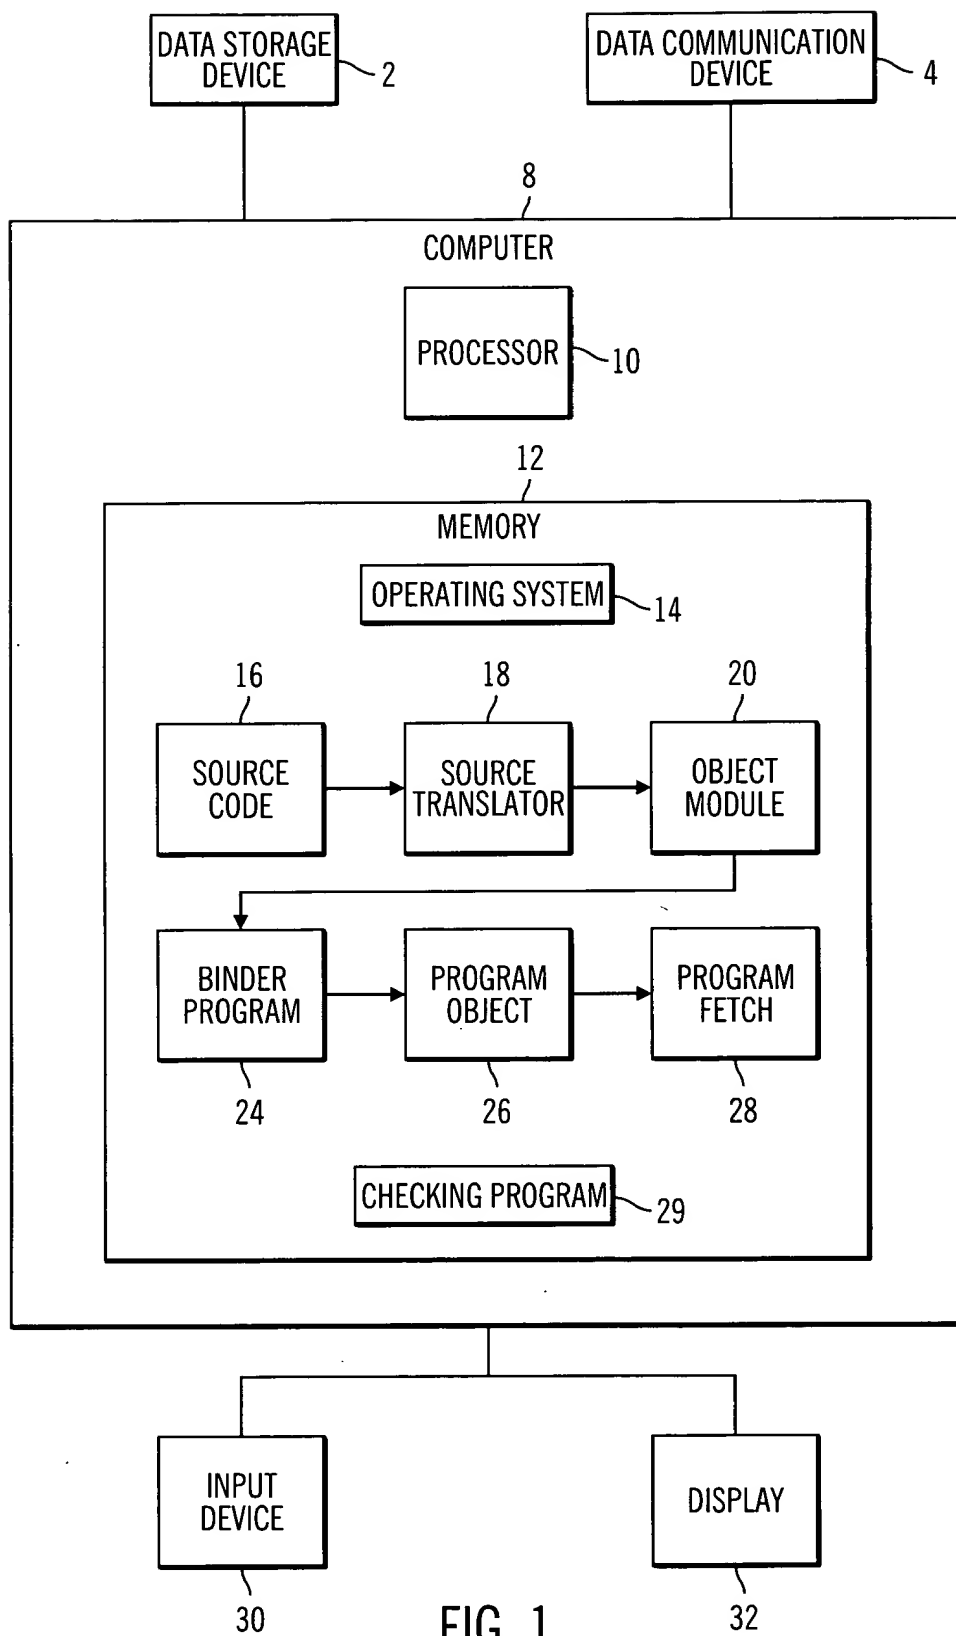 DATA STORAGE
DEVICE
2
DATA COMMUNICATION
DEVICE
4
8
COMPUTER
PROCESSOR
10
12
MEMORY
OPERATING SYSTEM
14
16
18
20
SOURCE
CODE
SOURCE
TRANSLATOR
OBJECT
MODULE
BINDER
PROGRAM
PROGRAM
OBJECT
PROGRAM
FETCH
24
26
28
CHECKING PROGRAM
29
INPUT
DEVICE
DISPLAY
30
32
FIG. 1